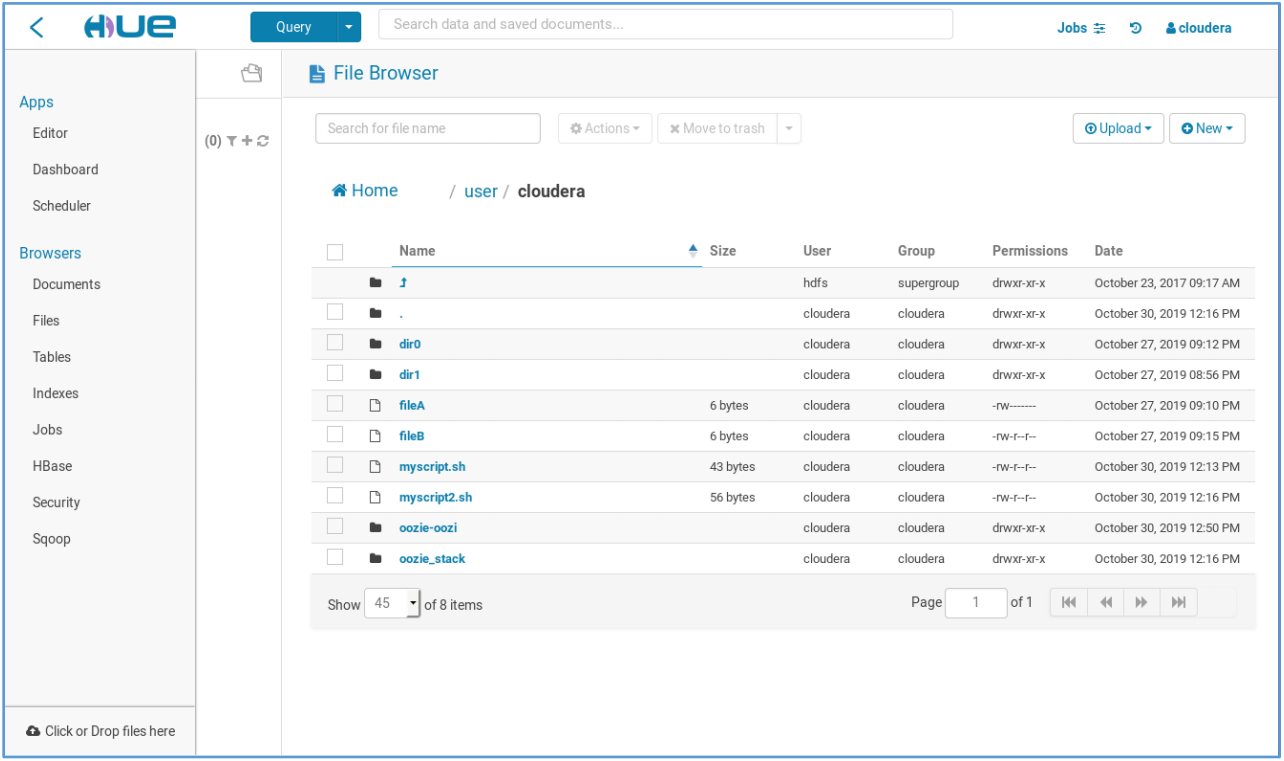 HUE Query Search data and saved documents... Jobs cloudera
File Browser
Apps
Editor
Dashboard
Scheduler
Browsers
Documents
Files
Tables
Indexes
Jobs
HBase
Security
Sqoop
Click or Drop files here
(0)
Search for file name Actions Move to trash Upload New
Home / user / cloudera
Name Size User Group Permissions Date
hdfs supergroup drwxr-xr-x October 23, 2017 09:17 AM
. cloudera cloudera drwxr-xr-x October 30, 2019 12:16 PM
dir0 cloudera cloudera drwxr-xr-x October 27, 2019 09:12 PM
dir1 cloudera cloudera drwxr-xr-x October 27, 2019 08:56 PM
fileA 6 bytes cloudera cloudera -rw------- October 27, 2019 09:10 PM
fileB 6 bytes cloudera cloudera -rw-r--r-- October 27, 2019 09:15 PM
myscript.sh 43 bytes cloudera cloudera -rw-r--r-- October 30, 2019 12:13 PM
myscript2.sh 56 bytes cloudera cloudera -rw-r--r-- October 30, 2019 12:16 PM
oozie-oozi cloudera cloudera drwxr-xr-x October 30, 2019 12:50 PM
oozie_stack cloudera cloudera drwxr-xr-x October 30, 2019 12:16 PM
Show 45 of 8 items Page 1 of 1